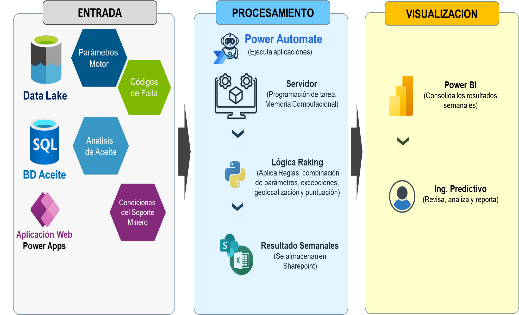 ENTRADA
Parámetros
Motor
Códigos
de Falla
Data Lake
SQL
Analisis
de Aceite
BD Aceite
Condiciones
del Soporte
Minero
Aplicación Web
Power Apps
PROCESAMIENTO
Power Automate
(Ejecuta aplicaciones)
Servidor
(Programación de tarea,
Memoria Computacional)
Lógica Raking
(Aplica Reglas, combinación
de parámetros, excepciones,
geolocalización y puntuación)
S
X
Resultado Semanales
(Se almacenan en
Sharepoint)
VISUALIZACION
Power BI
(Consolida los resultados
semanales)
Ing. Predictivo
(Revisa, analiza y reporta)